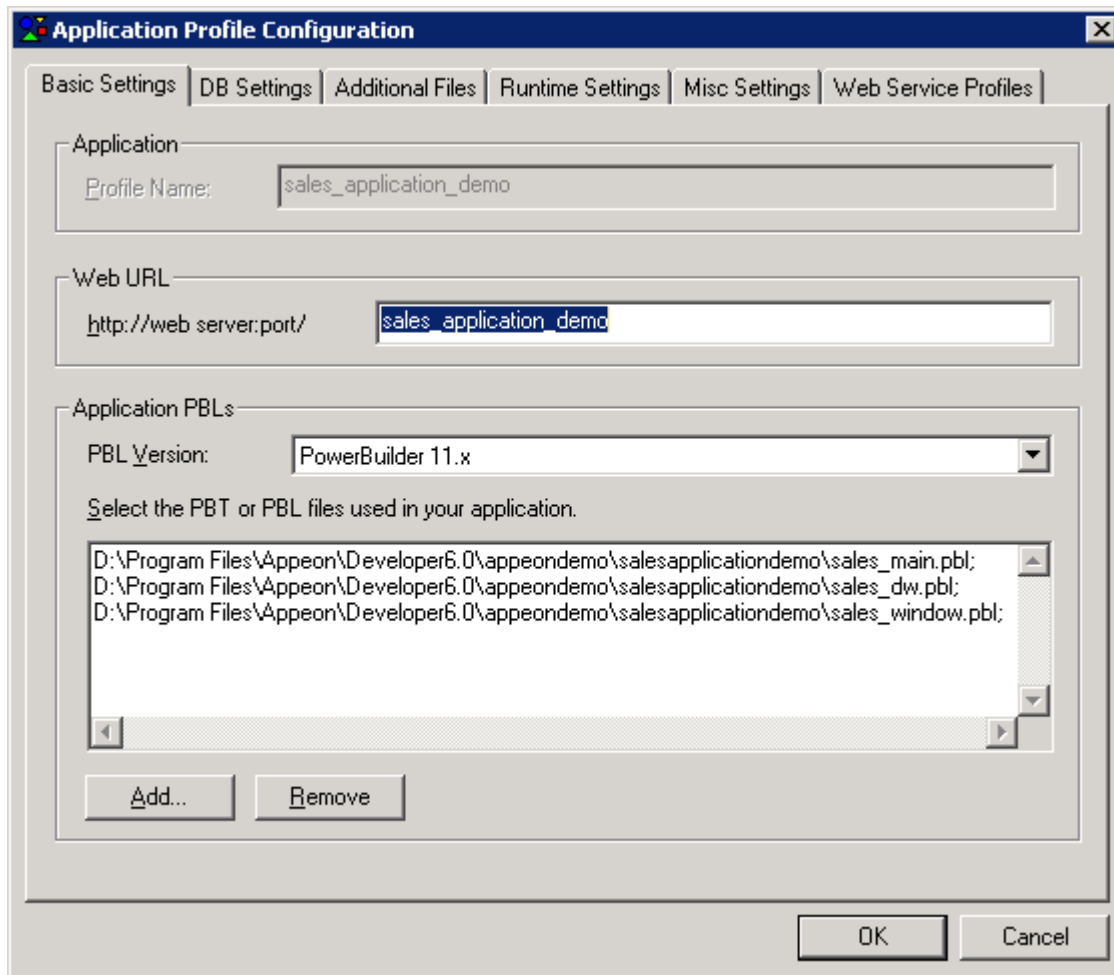 Application Profile Configuration
Basic Settings DB Settings Additional Files Runtime Settings Misc Settings Web Service Profiles
Application
Profile Name: sales_application_demo
Web URL
http://web server:port/ sales_application_demo
Application PBLs
PBL Version: PowerBuilder 11.x
Select the PBT or PBL files used in your application.
D:\Program Files\Appeon\Developer6.0\appeondemo\salesapplicationdemo\sales_main.pbl;
D:\Program Files\Appeon\Developer6.0\appeondemo\salesapplicationdemo\sales_dw.pbl;
D:\Program Files\Appeon\Developer6.0\appeondemo\salesapplicationdemo\sales_window.pbl;
Add... Remove
OK Cancel